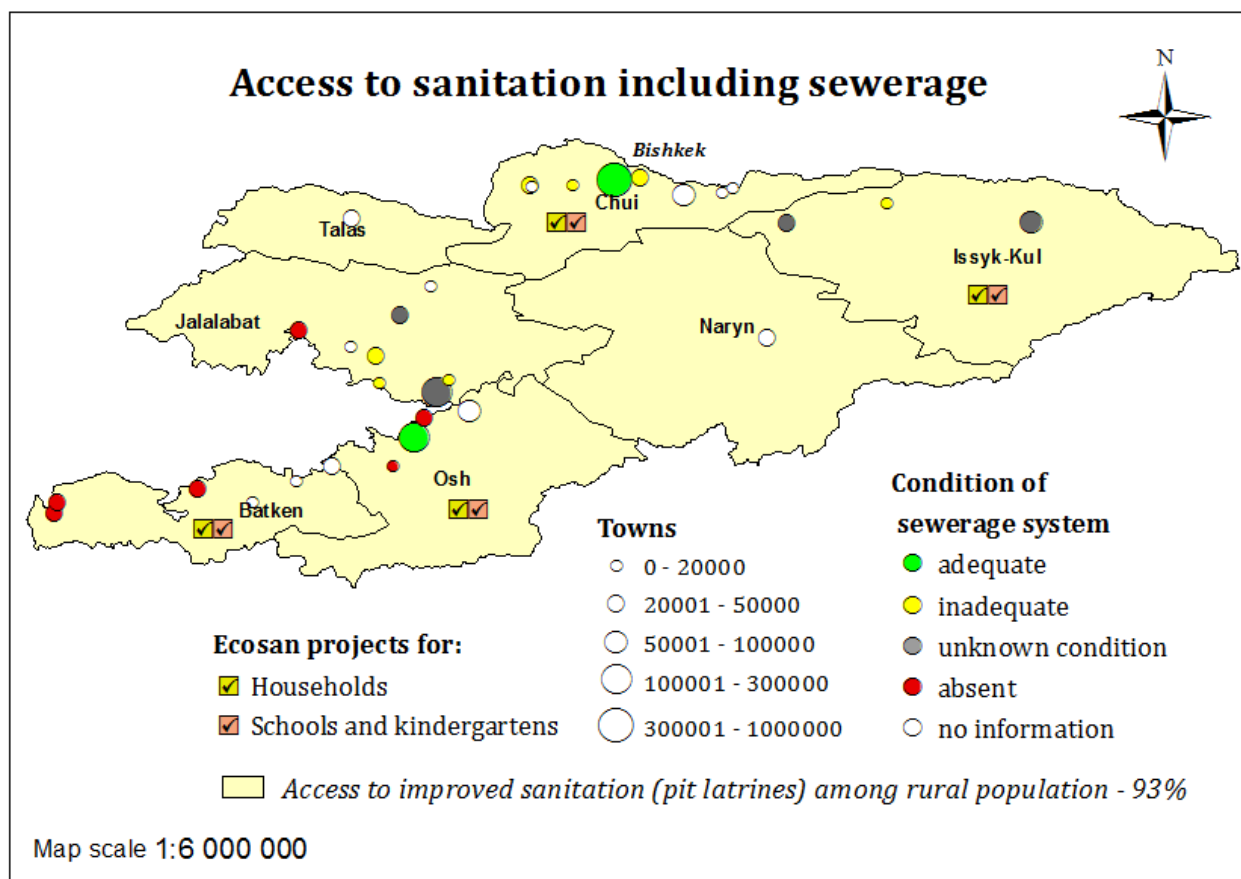 Access to sanitation including sewerage
N
Bishkek
Chui
Talas
Issyk-Kul
Jalalabat
Naryn
Osh
Batken
Ecosan projects for:
Households
Schools and kindergartens
Towns
0 - 20000
20001 - 50000
50001 - 100000
100001 - 300000
300001 - 1000000
Condition of
sewerage system
adequate
inadequate
unknown condition
absent
no information
Access to improved sanitation (pit latrines) among rural population - 93%
Map scale 1:6 000 000